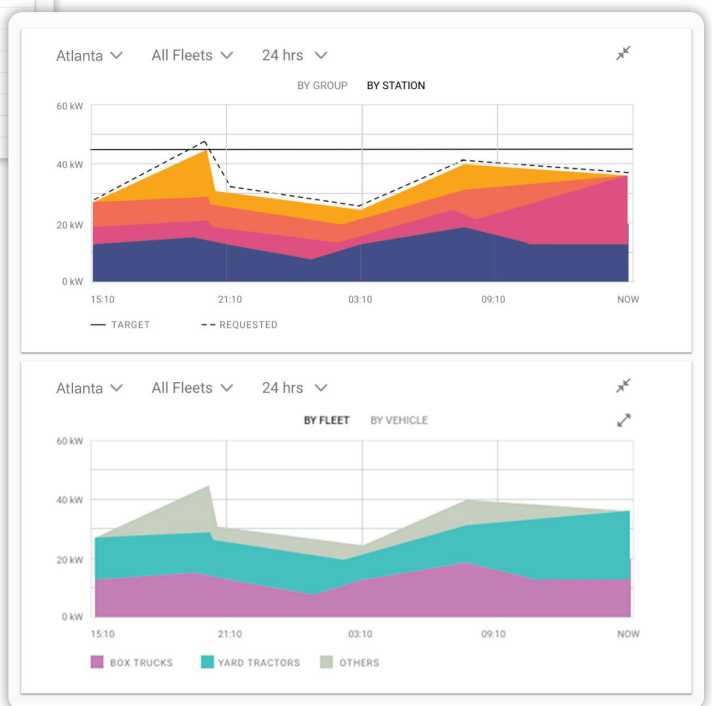 Atlanta All Fleets 24 hrs
BY GROUP BY STATION
60 kW
40 kW
20 kW
0 kW
15:10 21:10 03:10 09:10 NOW
TARGET REQUESTED
Atlanta All Fleets 24 hrs
BY FLEET BY VEHICLE
60 kW
40 kW
20 kW
0 kW
15:10 21:10 03:10 09:10 NOW
BOX TRUCKS YARD TRACTORS OTHERS